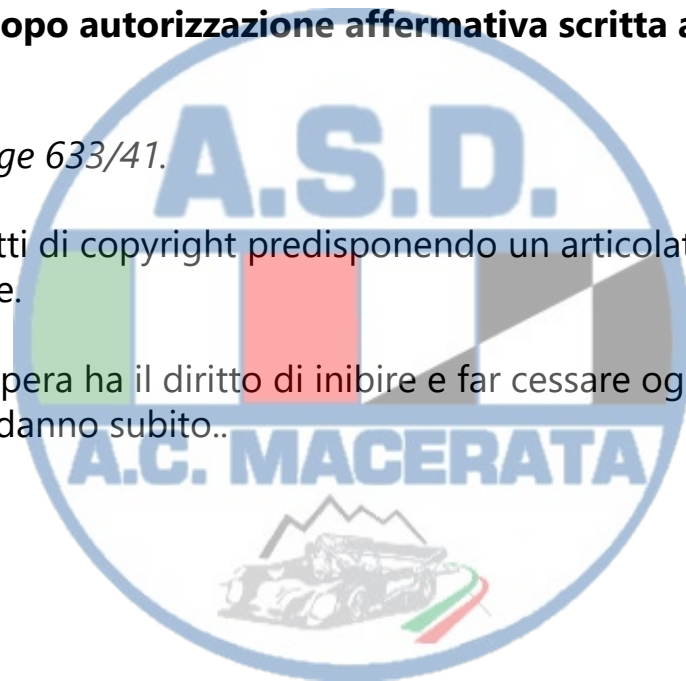 opo autorizzazione affermativa scritta a
A.S.D.
ge 633/41.
tti di copyright predisponendo un articolat
e.
pera ha il diritto di inibire e far cessare og
danno subito..
A.C. MACERATA